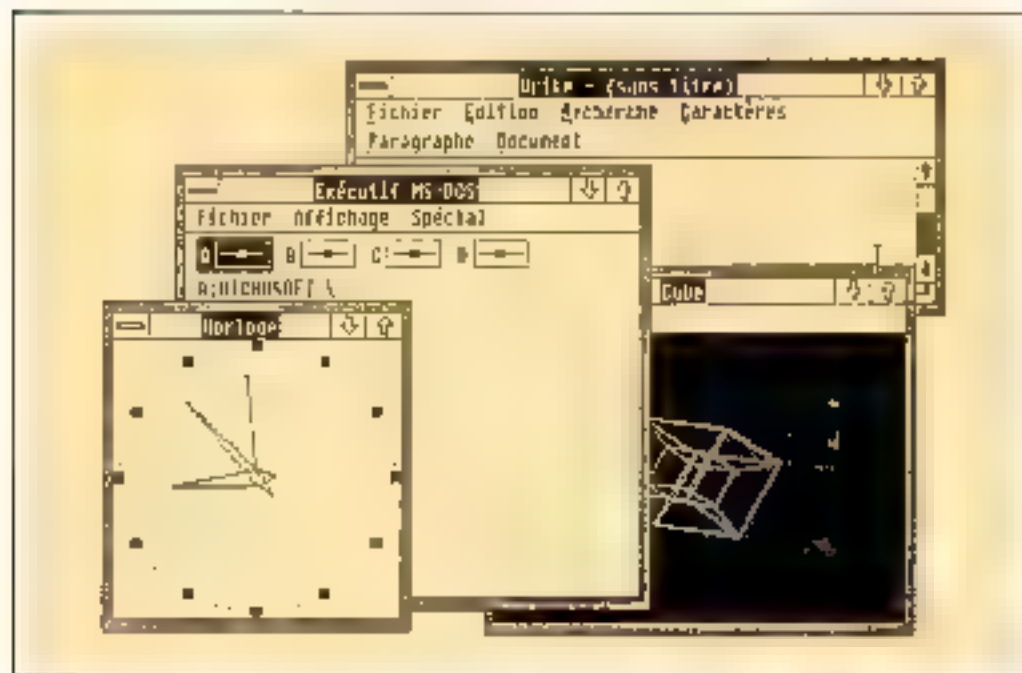 Write - (sans titre)
Fichier Edition Recherche Caractères
Paragraphe Document
Exécutif MS-DOS
Fichier Affichage Spécial
A B C D
A: \
Cube
Horloge